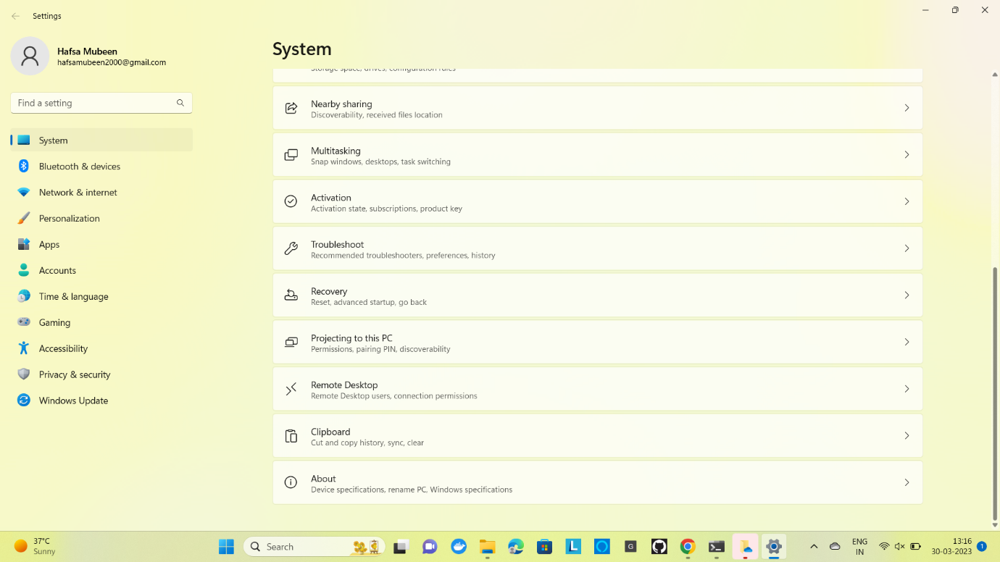 Settings
Hafsa Mubeen
hafsamubeen2000@gmail.com
Find a setting
System
Bluetooth & devices
Network & internet
Personalization
Apps
Accounts
Time & language
Gaming
Accessibility
Privacy & security
Windows Update
System
Storage space, drives, configuration rules
Nearby sharing
Discoverability, received files location
Multitasking
Snap windows, desktops, task switching
Activation
Activation state, subscriptions, product key
Troubleshoot
Recommended troubleshooters, preferences, history
Recovery
Reset, advanced startup, go back
Projecting to this PC
Permissions, pairing PIN, discoverability
Remote Desktop
Remote Desktop users, connection permissions
Clipboard
Cut and copy history, sync, clear
About
Device specifications, rename PC, Windows specifications
37°C
Sunny
Search
L
G
ENG
IN
13:16
30-03-2023
1